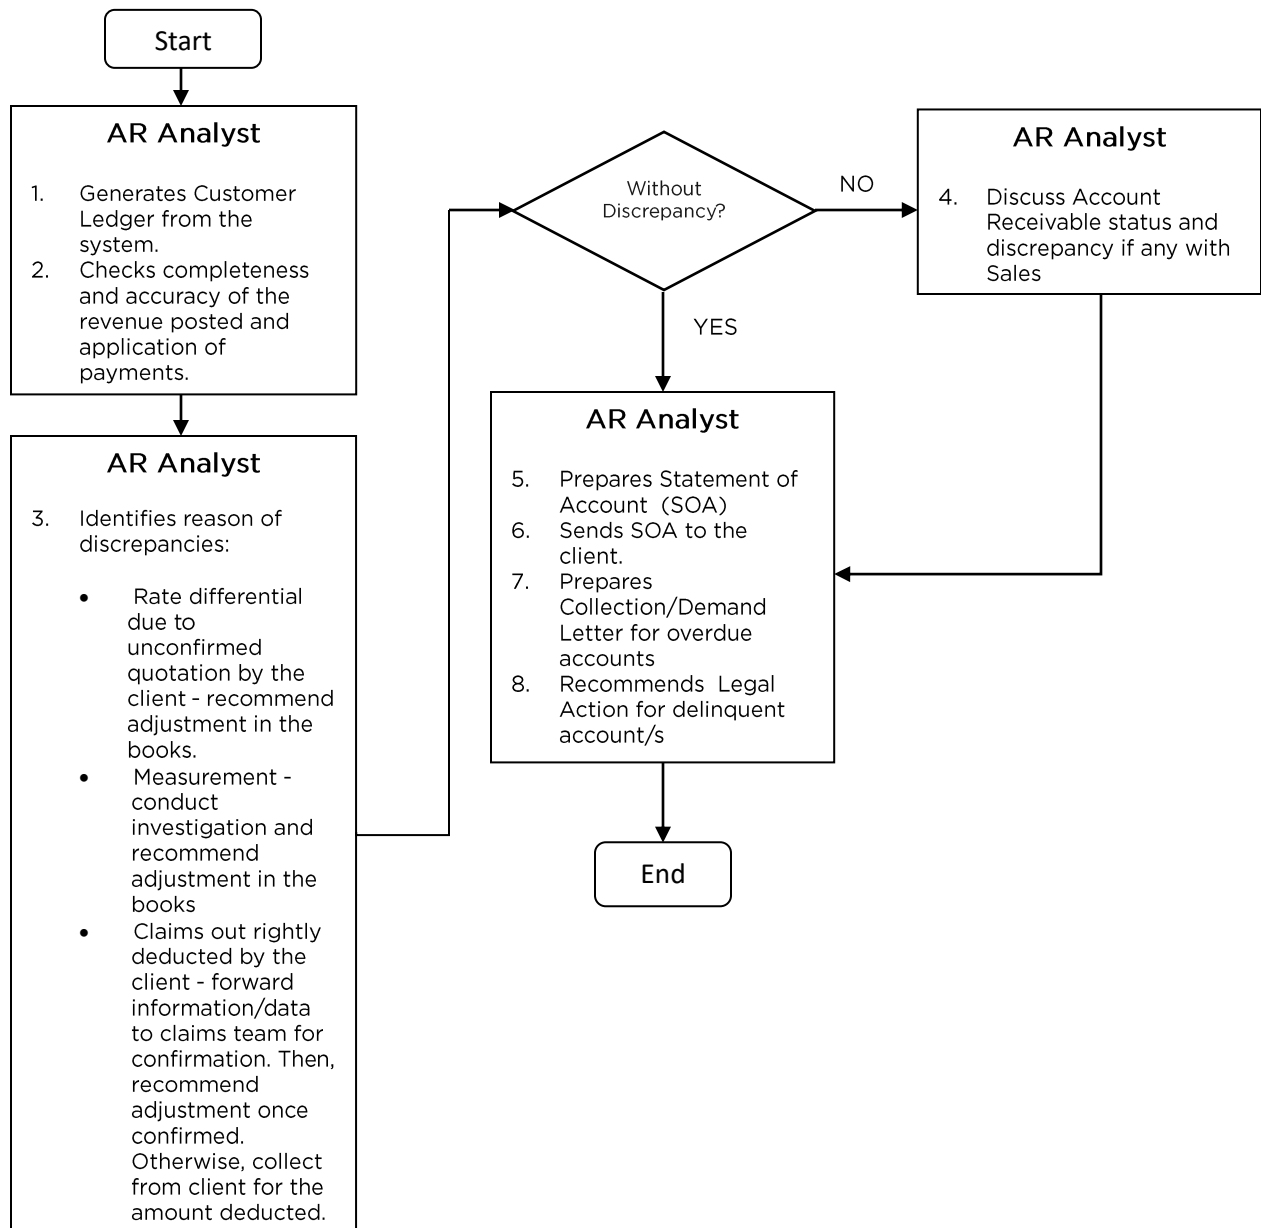 Start
AR Analyst
1. Generates Customer
Ledger from the
system.
2. Checks completeness
and accuracy of the
revenue posted and
application of
payments.
AR Analyst
3. Identifies reason of
discrepancies:
• Rate differential
due to
unconfirmed
quotation by the
client - recommend
adjustment in the
books.
• Measurement -
conduct
investigation and
recommend
adjustment in the
books
• Claims out rightly
deducted by the
client - forward
information/data
to claims team for
confirmation. Then,
recommend
adjustment once
confirmed.
Otherwise, collect
from client for the
amount deducted.
Without
Discrepancy?
NO
YES
AR Analyst
4. Discuss Account
Receivable status and
discrepancy if any with
Sales
AR Analyst
5. Prepares Statement of
Account (SOA)
6. Sends SOA to the
client.
7. Prepares
Collection/Demand
Letter for overdue
accounts
8. Recommends Legal
Action for delinquent
account/s
End